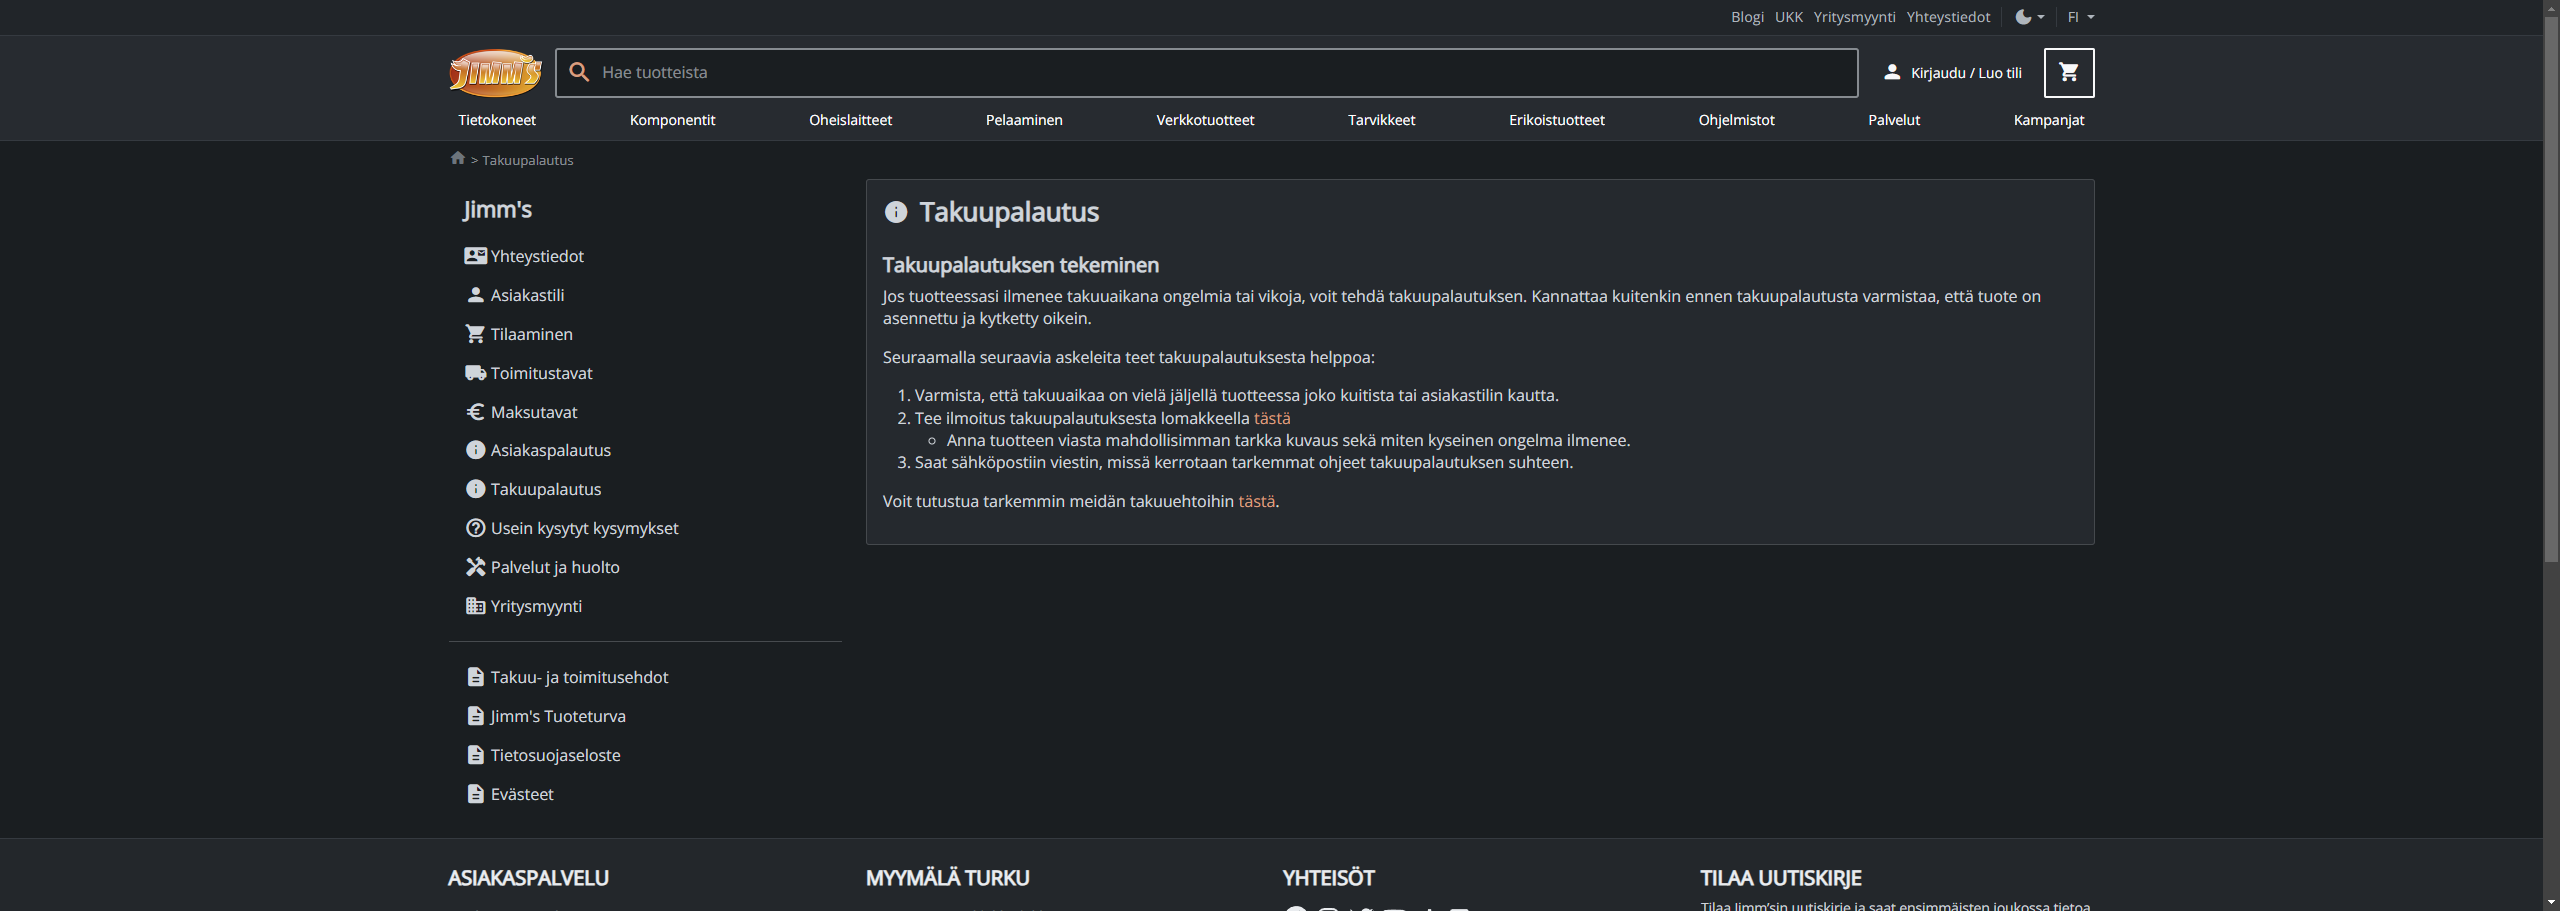 Blogi UKK Yritysmyynti Yhteystiedot FI
JIMM'S
Hae tuotteista
Kirjaudu / Luo tili
Tietokoneet Komponentit Oheislaitteet Pelaaminen Verkkotuotteet Tarvikkeet Erikoistuotteet Ohjelmistot Palvelut Kampanjat
> Takuupalautus
Jimm's
Yhteystiedot
Asiakastili
Tilaaminen
Toimitustavat
Maksutavat
Asiakaspalautus
Takuupalautus
Usein kysytyt kysymykset
Palvelut ja huolto
Yritysmyynti
Takuu- ja toimitusehdot
Jimm's Tuoteturva
Tietosuojaseloste
Evästeet
Takuupalautus
Takuupalautuksen tekeminen
Jos tuotteessasi ilmenee takuuaikana ongelmia tai vikoja, voit tehdä takuupalautuksen. Kannattaa kuitenkin ennen takuupalautusta varmistaa, että tuote on
asennettu ja kytketty oikein.
Seuraamalla seuraavia askeleita teet takuupalautuksesta helppoa:
1. Varmista, että takuuaikaa on vielä jäljellä tuotteessa joko kuitista tai asiakastilin kautta.
2. Tee ilmoitus takuupalautuksesta lomakkeella tästä
Anna tuotteen viasta mahdollisimman tarkka kuvaus sekä miten kyseinen ongelma ilmenee.
3. Saat sähköpostiin viestin, missä kerrotaan tarkemmat ohjeet takuupalautuksen suhteen.
Voit tutustua tarkemmin meidän takuuehtoihin tästä.
ASIAKASPALVELU
MYYMÄLÄ TURKU
YHTEISÖT
TILAA UUTISKIRJE
Tilaa Jimm'sin uutiskirje ja saat ensimmäisten joukossa tietoa